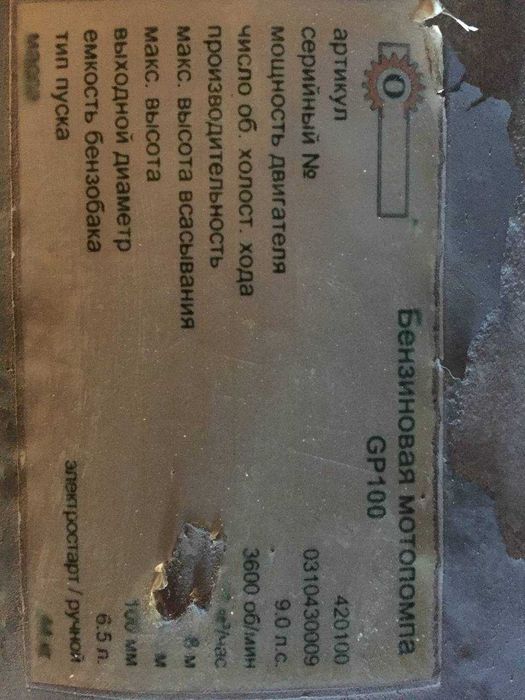 Бензиновая мотопомпа
GP100
артикул 420100
серийный № 0310430009
мощность двигателя 9.0 л.с.
число об. холост. хода 3600 об/мин
производительность м³/час
макс. высота всасывания 8 м
макс. высота м
выходной диаметр 100 мм
емкость бензобака 6.5 л.
тип пуска электростарт / ручной